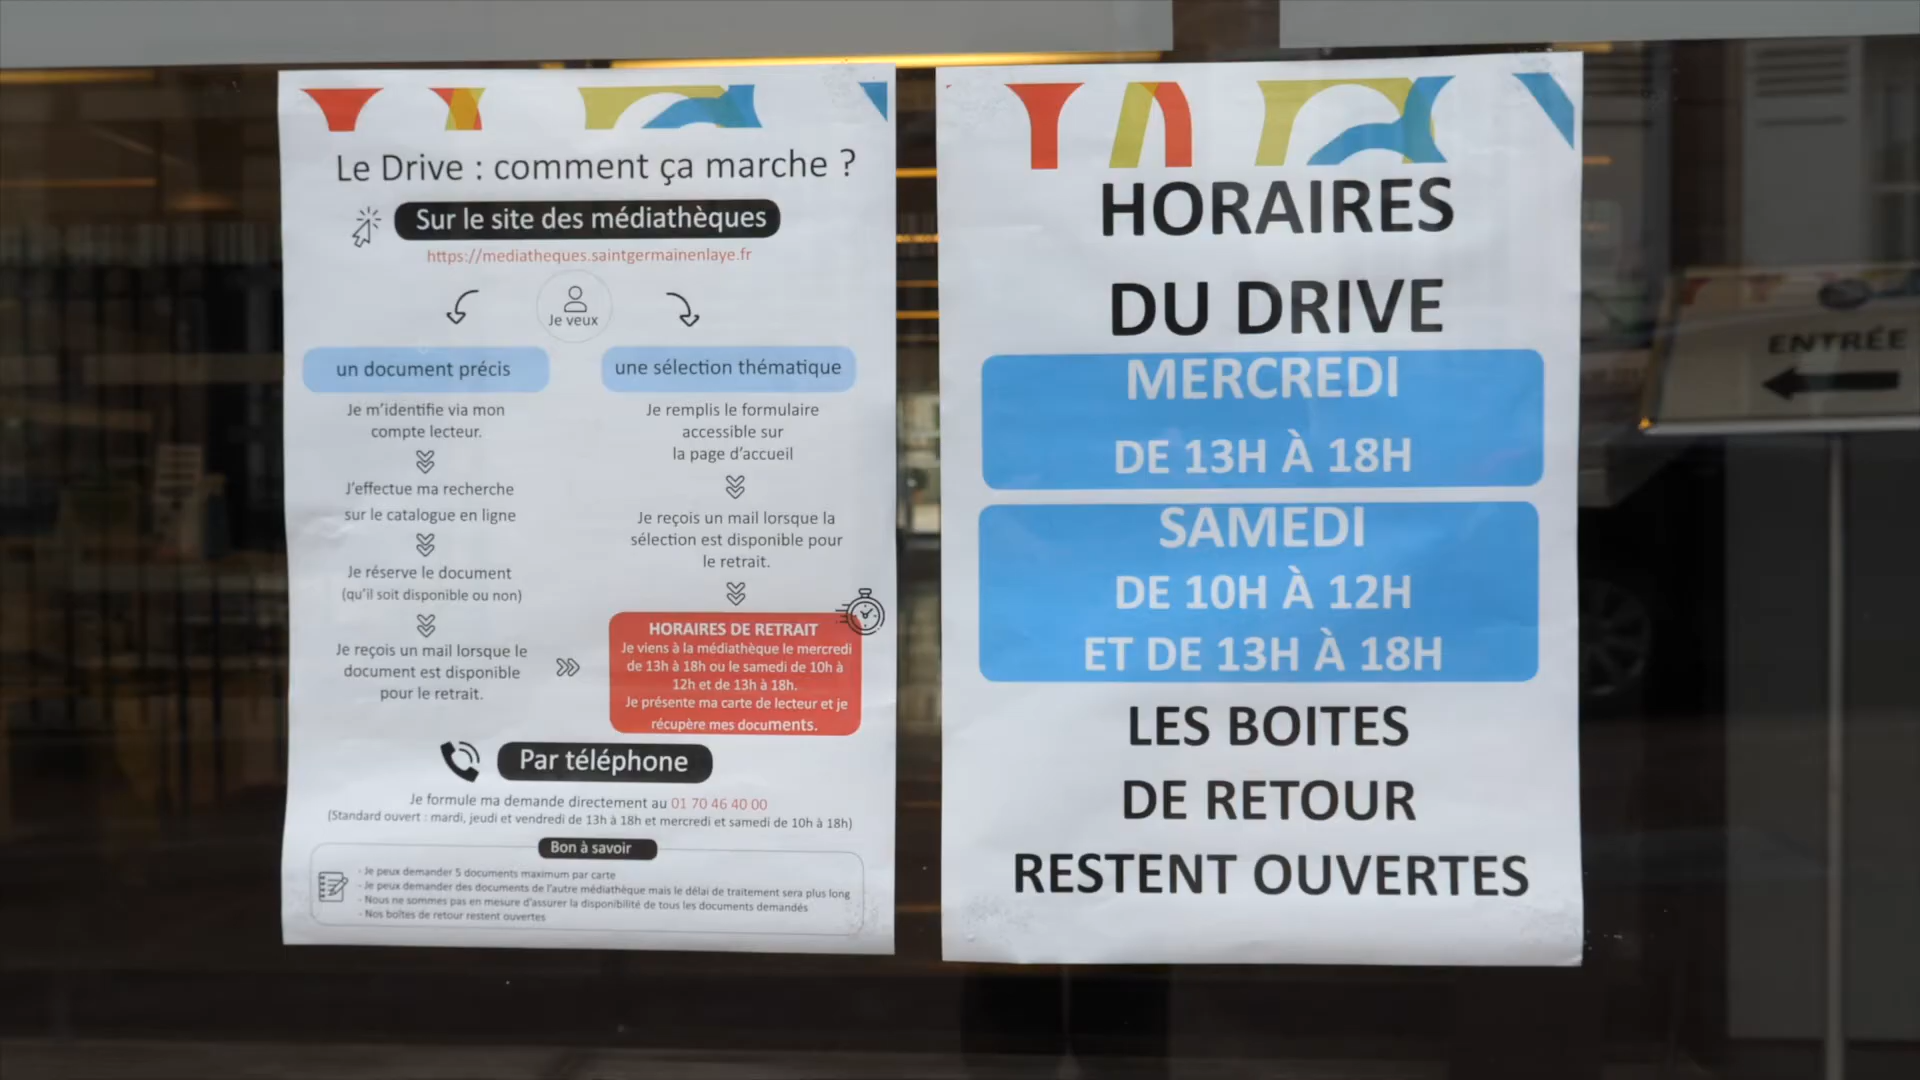 Le Drive : comment ça marche ?
Sur le site des médiathèques
https://mediatheques.saintgermainenlaye.fr
Je veux
un document précis
Je m'identifie via mon
compte lecteur.
J'effectue ma recherche
sur le catalogue en ligne
Je réserve le document
(qu'il soit disponible ou non)
Je reçois un mail lorsque le
document est disponible
pour le retrait.
une sélection thématique
Je remplis le formulaire
accessible sur
la page d'accueil
Je reçois un mail lorsque la
sélection est disponible pour
le retrait.
HORAIRES DE RETRAIT
Je viens à la médiathèque le mercredi
de 13h à 18h ou le samedi de 10h à
12h et de 13h à 18h.
Je présente ma carte de lecteur et je
récupère mes documents.
Par téléphone
Je formule ma demande directement au 01 70 46 40 00
(Standard ouvert : mardi, jeudi et vendredi de 13h à 18h et mercredi et samedi de 10h à 18h)
Bon à savoir
- Je peux demander 5 documents maximum par carte
- Je peux demander des documents de l'autre médiathèque mais le délai de traitement sera plus long
- Nous ne sommes pas en mesure d'assurer la disponibilité de tous les documents demandés
- Nos boîtes de retour restent ouvertes
HORAIRES
DU DRIVE
MERCREDI
DE 13H À 18H
SAMEDI
DE 10H À 12H
ET DE 13H À 18H
LES BOITES
DE RETOUR
RESTENT OUVERTES
ENTRÉE